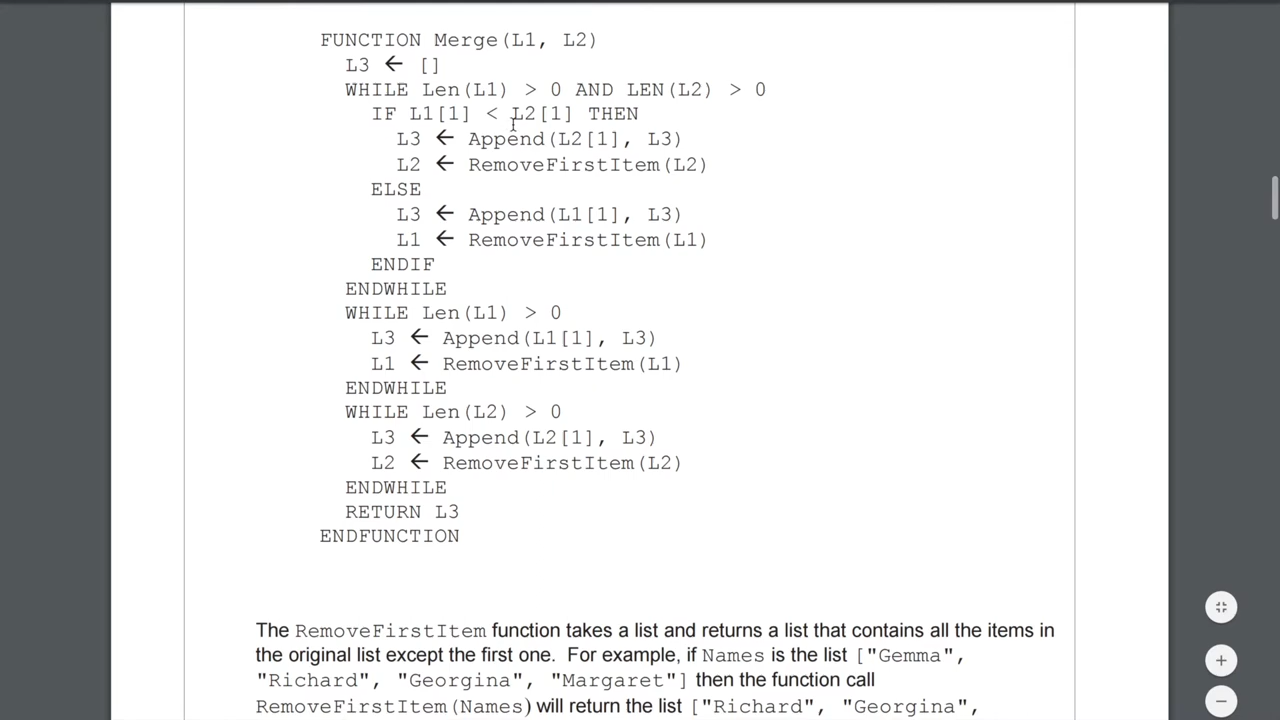 FUNCTION Merge(L1, L2)
L3 ← []
WHILE Len(L1) > 0 AND LEN(L2) > 0
IF L1[1] < L2[1] THEN
L3 ← Append(L2[1], L3)
L2 ← RemoveFirstItem(L2)
ELSE
L3 ← Append(L1[1], L3)
L1 ← RemoveFirstItem(L1)
ENDIF
ENDWHILE
WHILE Len(L1) > 0
L3 ← Append(L1[1], L3)
L1 ← RemoveFirstItem(L1)
ENDWHILE
WHILE Len(L2) > 0
L3 ← Append(L2[1], L3)
L2 ← RemoveFirstItem(L2)
ENDWHILE
RETURN L3
ENDFUNCTION
The RemoveFirstItem function takes a list and returns a list that contains all the items in
the original list except the first one. For example, if Names is the list ["Gemma",
"Richard", "Georgina", "Margaret"] then the function call
RemoveFirstItem(Names) will return the list ["Richard", "Georgina",